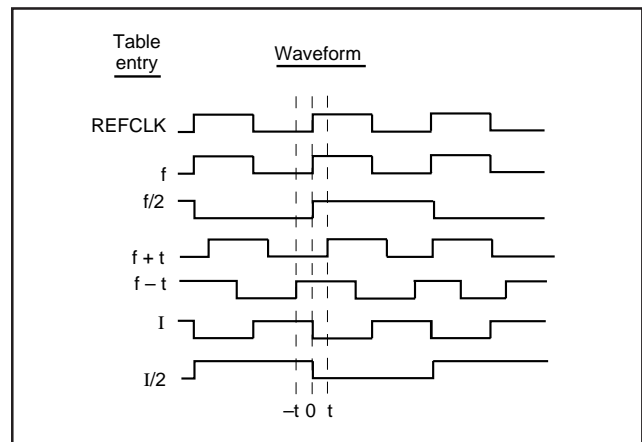 Table
entry
Waveform
REFCLK
f
f/2
f + t
f – t
I
I/2
–t 0 t